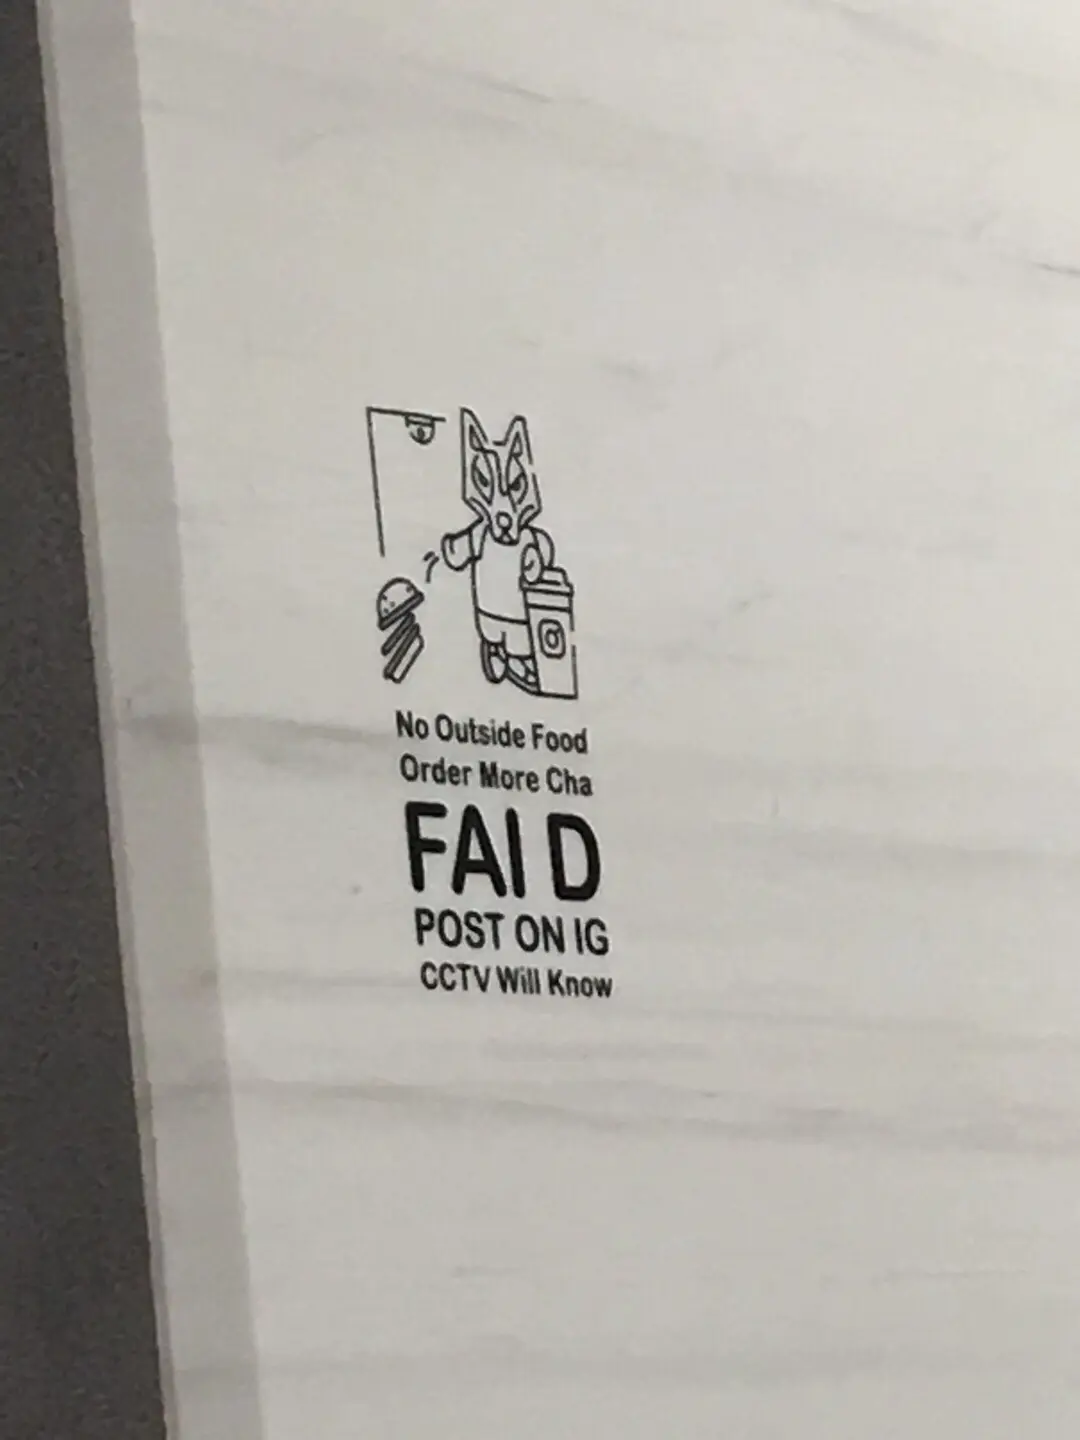 No Outside Food
Order More Cha
FAI D
POST ON IG
CCTV Will Know